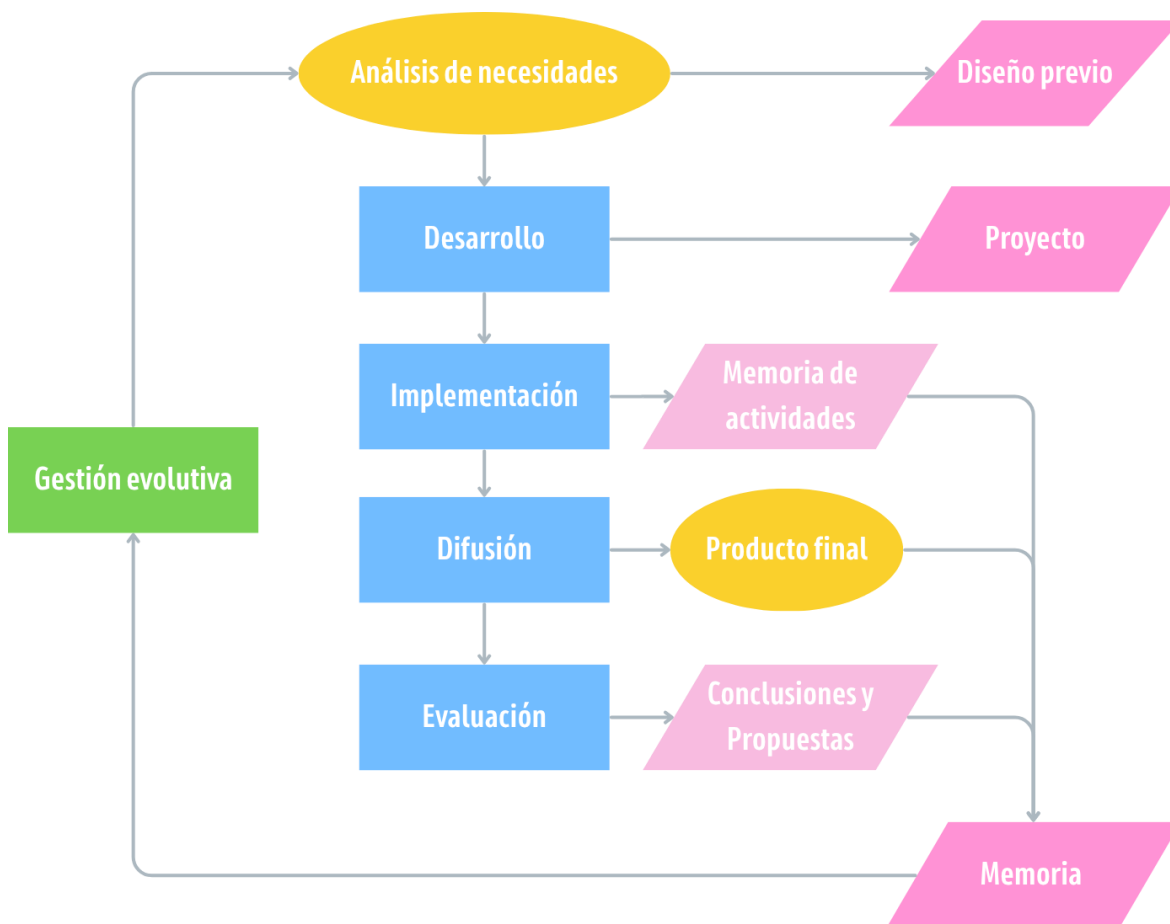 Análisis de necesidades
Diseño previo
Desarrollo
Proyecto
Implementación
Memoria de
actividades
Gestión evolutiva
Difusión
Producto final
Evaluación
Conclusiones y
Propuestas
Memoria